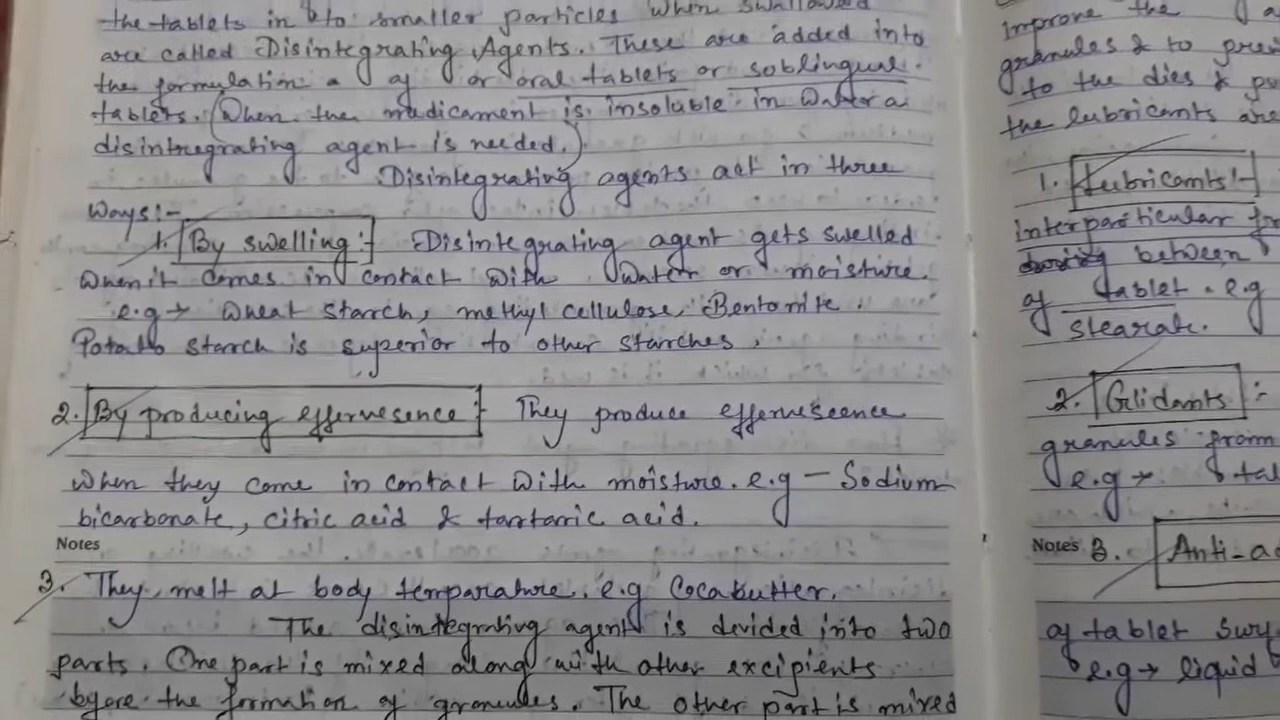 the tablets in to smaller particles when swallowed
are called Disintegrating Agents. These are added into
the formulation a of or oral tablets or soblingual.
tablets. (When the medicament is insoluble in Water a
disintregrating agent is needed.)
Disintegrating agents act in three
Ways:-
1. By swelling:- Disintegrating agent gets swelled
When it comes in contact with Water or moisture.
e.g → Wheat starch, methyl cellulose, Bentonite.
Potato starch is superior to other starches,
2. By producing effervesence:- They produce effervescence
When they come in contact with moisture. e.g - Sodium
bicarbonate, citric acid & tartaric acid.
Notes
3. They melt at body temparature. e.g Cocabutter.
The disintegrating agent is devided into two
parts. One part is mixed along with other excipients
before the formation of granules. The other part is mixed
improve the
granules & to
to the dies &
the lubricants are
1. Lubricants:-
interparticular
between
of tablet. e.g
stearate.
2. Glidants:-
granules from
e.g →
Notes 3. Anti-
of tablet
e.g → liquid